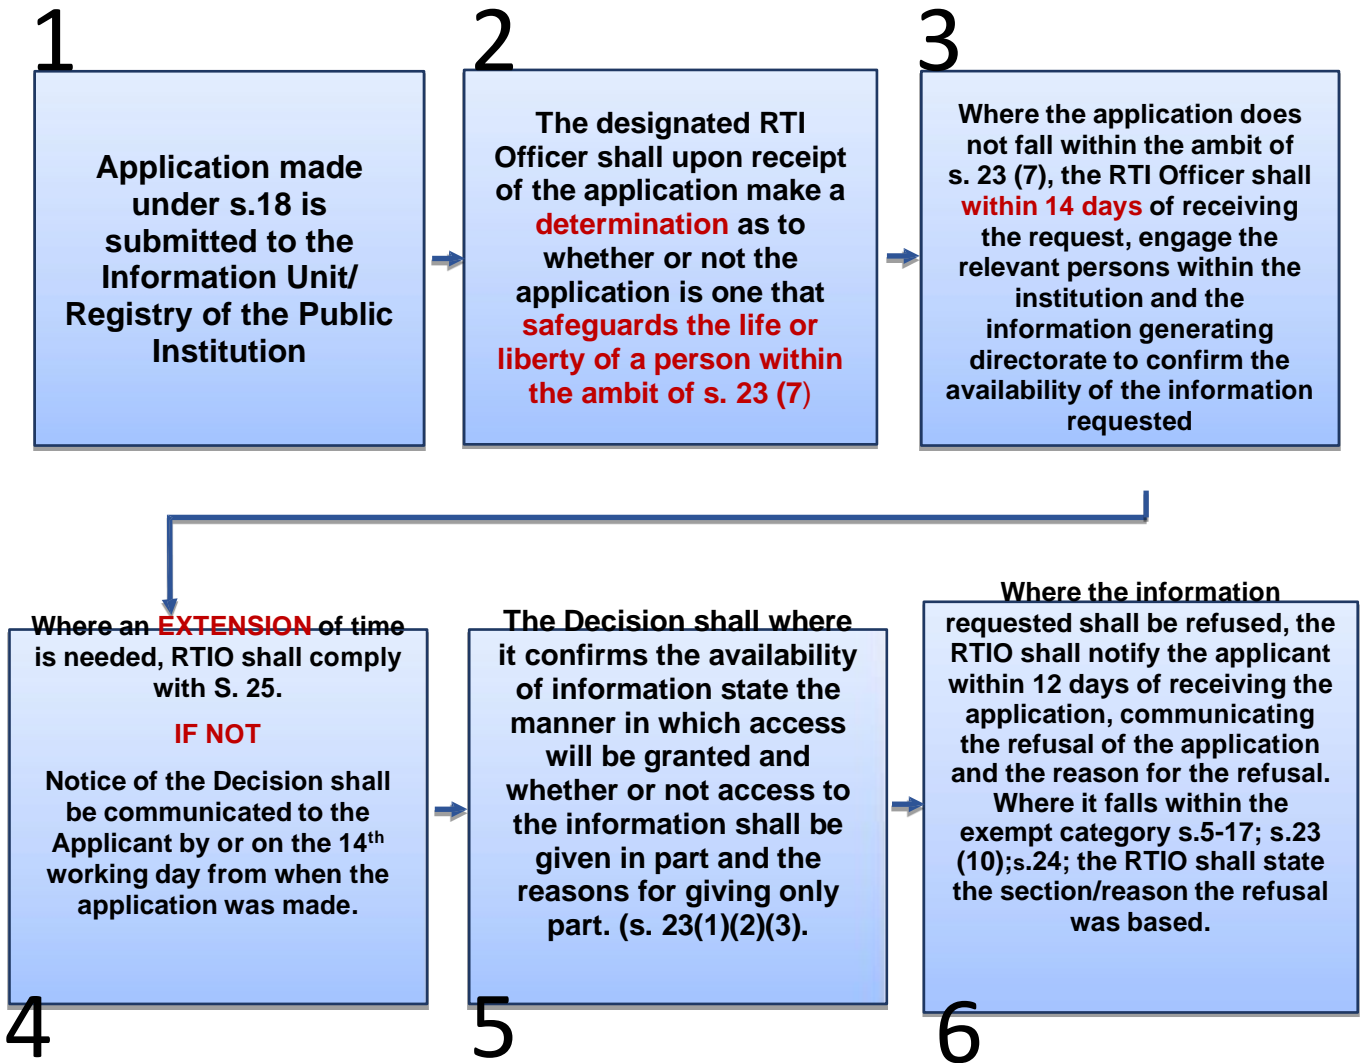 1
Application made
under s.18 is
submitted to the
Information Unit/
Registry of the Public
Institution
2
The designated RTI
Officer shall upon receipt
of the application make a
determination as to
whether or not the
application is one that
safeguards the life or
liberty of a person within
the ambit of s. 23 (7)
3
Where the application does
not fall within the ambit of
s. 23 (7), the RTI Officer shall
within 14 days of receiving
the request, engage the
relevant persons within the
institution and the
information generating
directorate to confirm the
availability of the information
requested
Where an EXTENSION of time
is needed, RTIO shall comply
with S. 25.
IF NOT
Notice of the Decision shall
be communicated to the
Applicant by or on the 14th
working day from when the
application was made.
4
The Decision shall where
it confirms the availability
of information state the
manner in which access
will be granted and
whether or not access to
the information shall be
given in part and the
reasons for giving only
part. (s. 23(1)(2)(3).
5
Where the information
requested shall be refused, the
RTIO shall notify the applicant
within 12 days of receiving the
application, communicating
the refusal of the application
and the reason for the refusal.
Where it falls within the
exempt category s.5-17; s.23
(10);s.24; the RTIO shall state
the section/reason the refusal
was based.
6